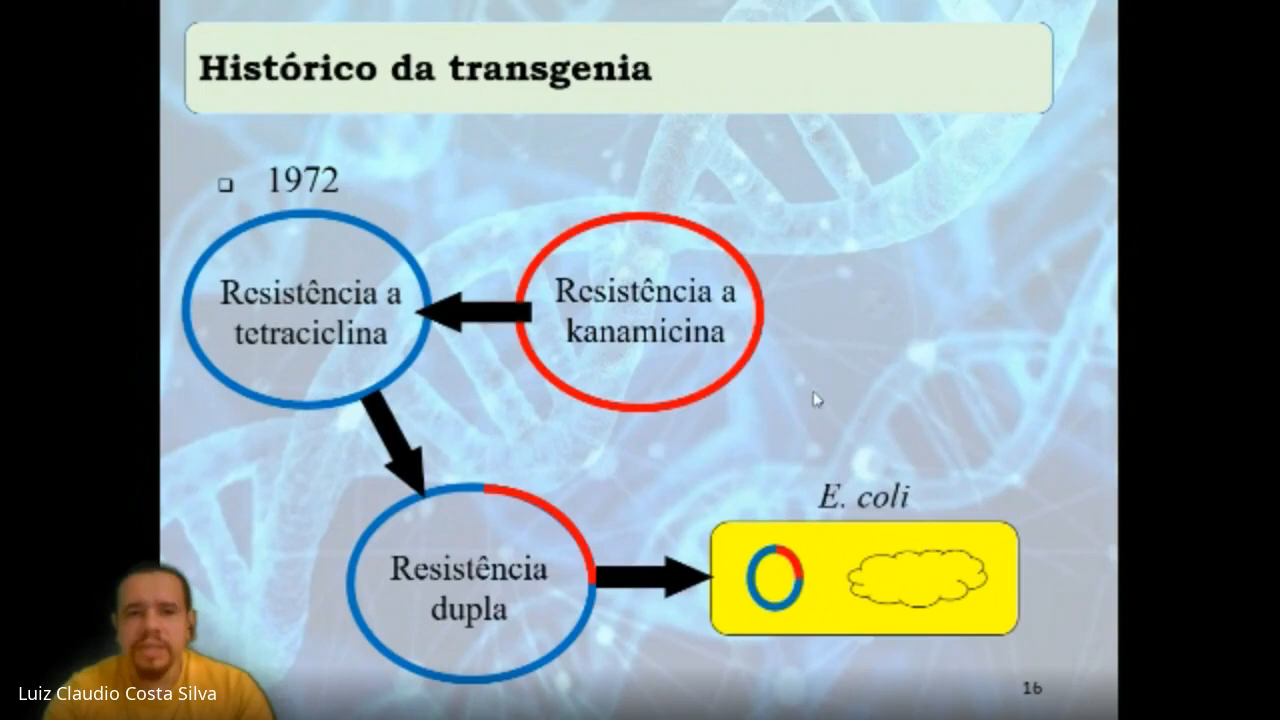 Histórico da transgenia
1972
Resistência a
tetraciclina
Resistência a
kanamicina
E. coli
Resistência
dupla
Luiz Claudio Costa Silva
16